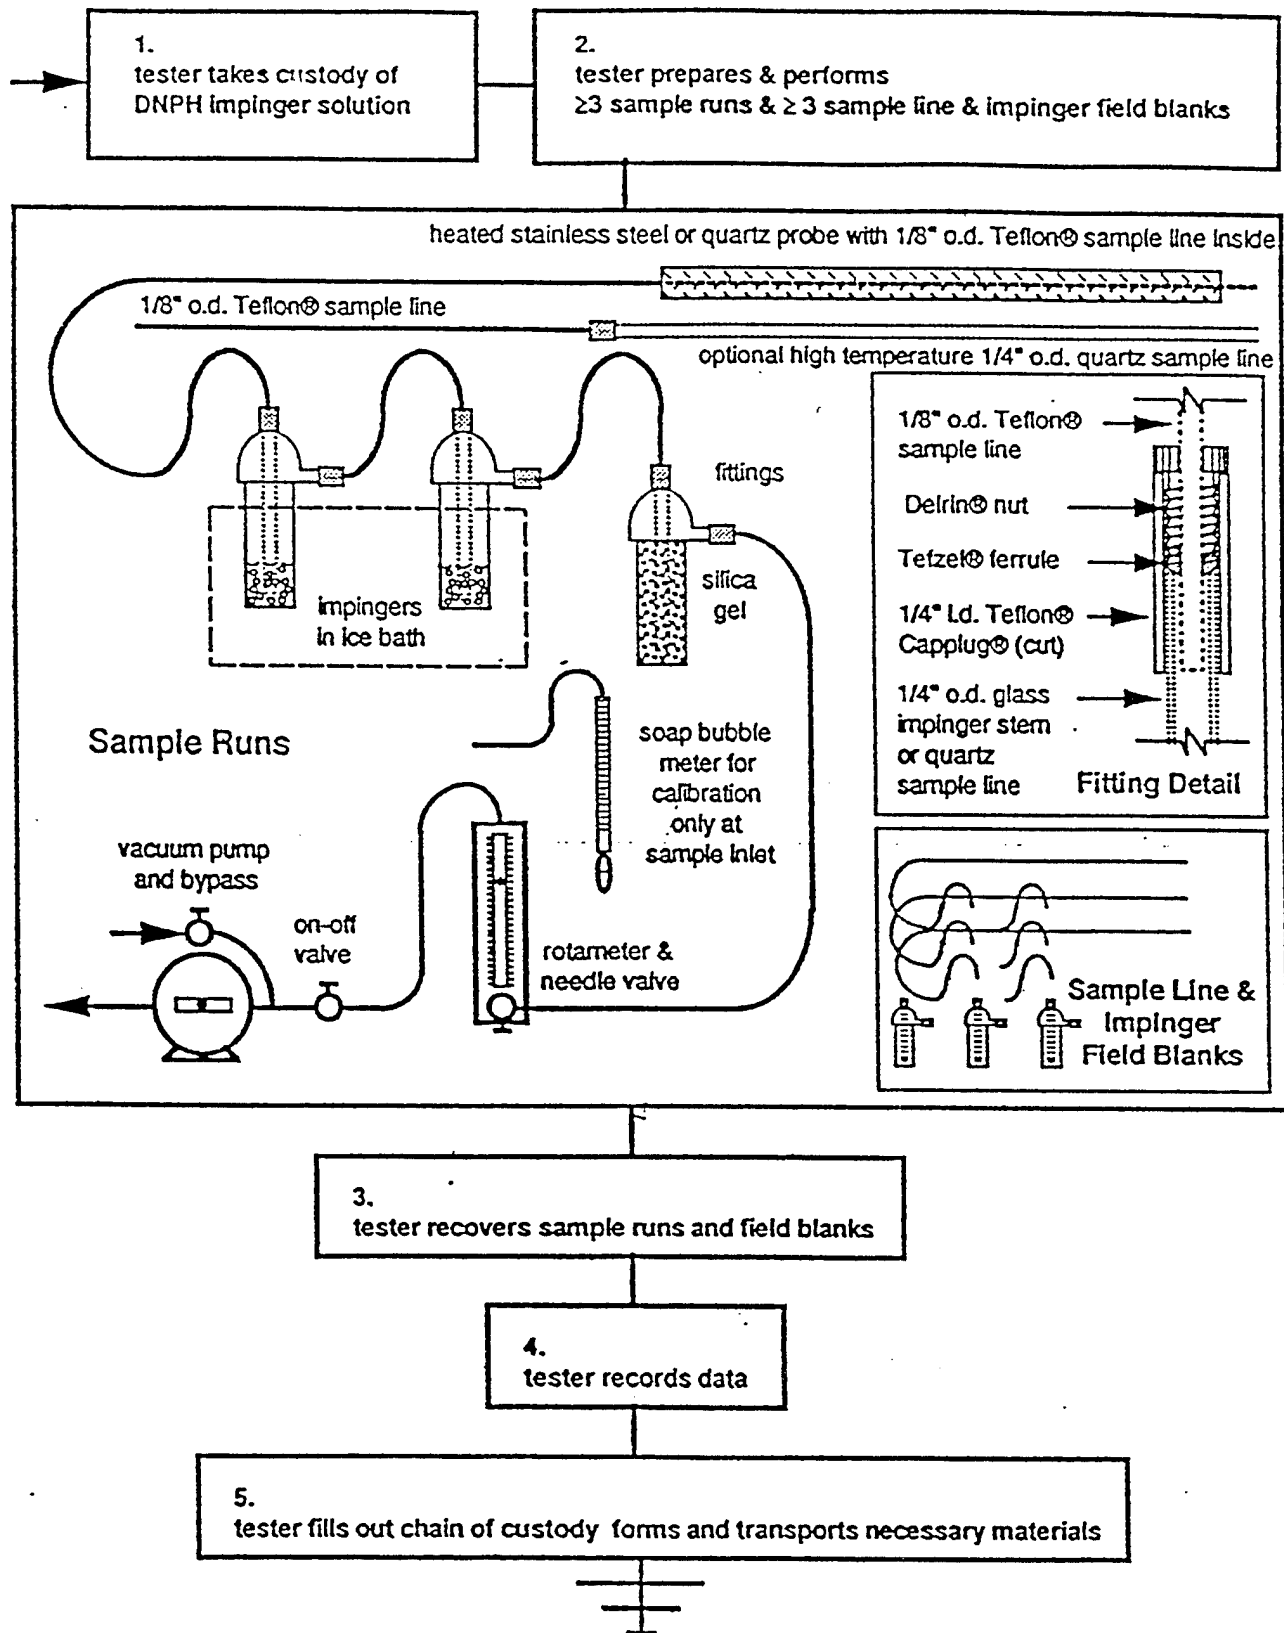 1.
tester takes custody of
DNPH impinger solution
2.
tester prepares & performs
≥3 sample runs & ≥ 3 sample line & impinger field blanks
heated stainless steel or quartz probe with 1/8" o.d. Teflon® sample line inside
1/8" o.d. Teflon® sample line
optional high temperature 1/4" o.d. quartz sample line
fittings
silica
gel
impingers
in ice bath
1/8" o.d. Teflon®
sample line
Delrin® nut
Tefzel® ferrule
1/4" i.d. Teflon®
Capplug® (cut)
1/4" o.d. glass
impinger stem
or quartz
sample line
Fitting Detail
Sample Runs
soap bubble
meter for
calibration
only at
sample inlet
vacuum pump
and bypass
on-off
valve
rotameter &
needle valve
Sample Line &
Impinger
Field Blanks
3.
tester recovers sample runs and field blanks
4.
tester records data
5.
tester fills out chain of custody forms and transports necessary materials